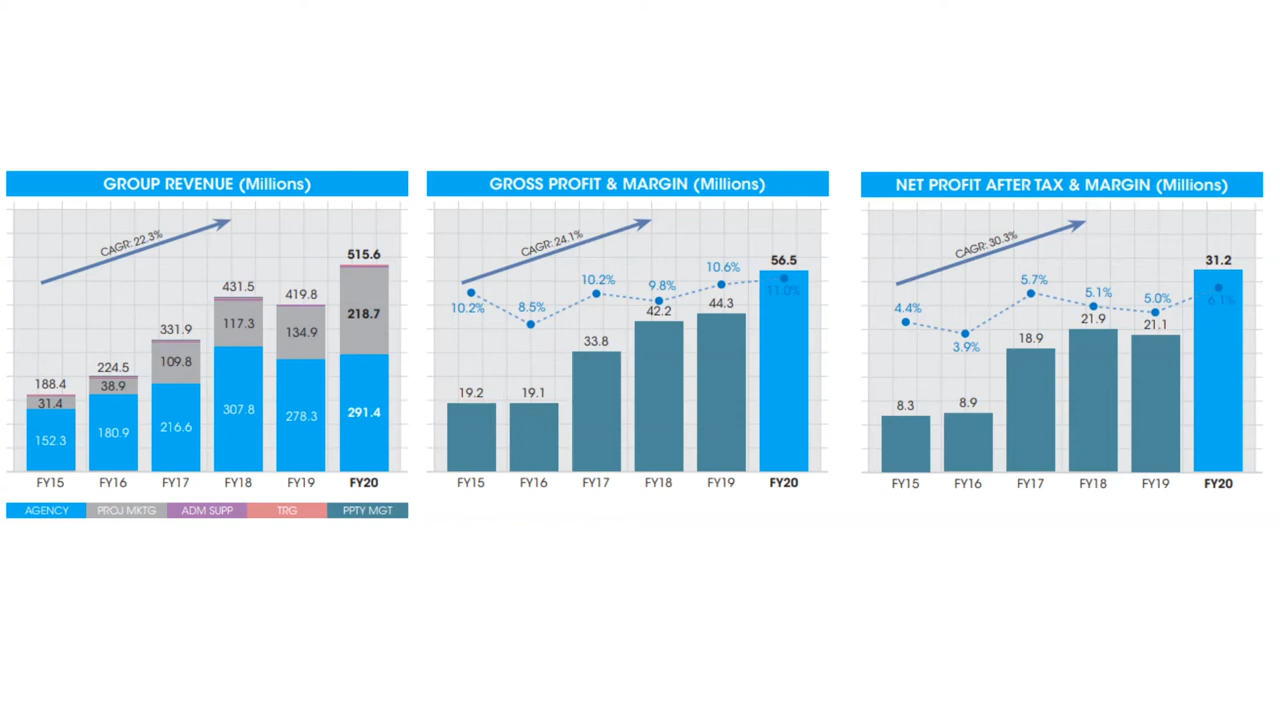 GROUP REVENUE (Millions)
CAGR: 22.3%
188.4
31.4
152.3
224.5
38.9
180.9
331.9
109.8
216.6
431.5
117.3
307.8
419.8
134.9
278.3
515.6
218.7
291.4
FY15 FY16 FY17 FY18 FY19 FY20
AGENCY PROJ MKTG ADM SUPP TRG PPTY MGT
GROSS PROFIT & MARGIN (Millions)
CAGR: 24.1%
10.2% 8.5% 10.2% 9.8% 10.6% 11.0%
19.2 19.1 33.8 42.2 44.3 56.5
FY15 FY16 FY17 FY18 FY19 FY20
NET PROFIT AFTER TAX & MARGIN (Millions)
CAGR: 30.3%
4.4% 3.9% 5.7% 5.1% 5.0% 6.1%
8.3 8.9 18.9 21.9 21.1 31.2
FY15 FY16 FY17 FY18 FY19 FY20